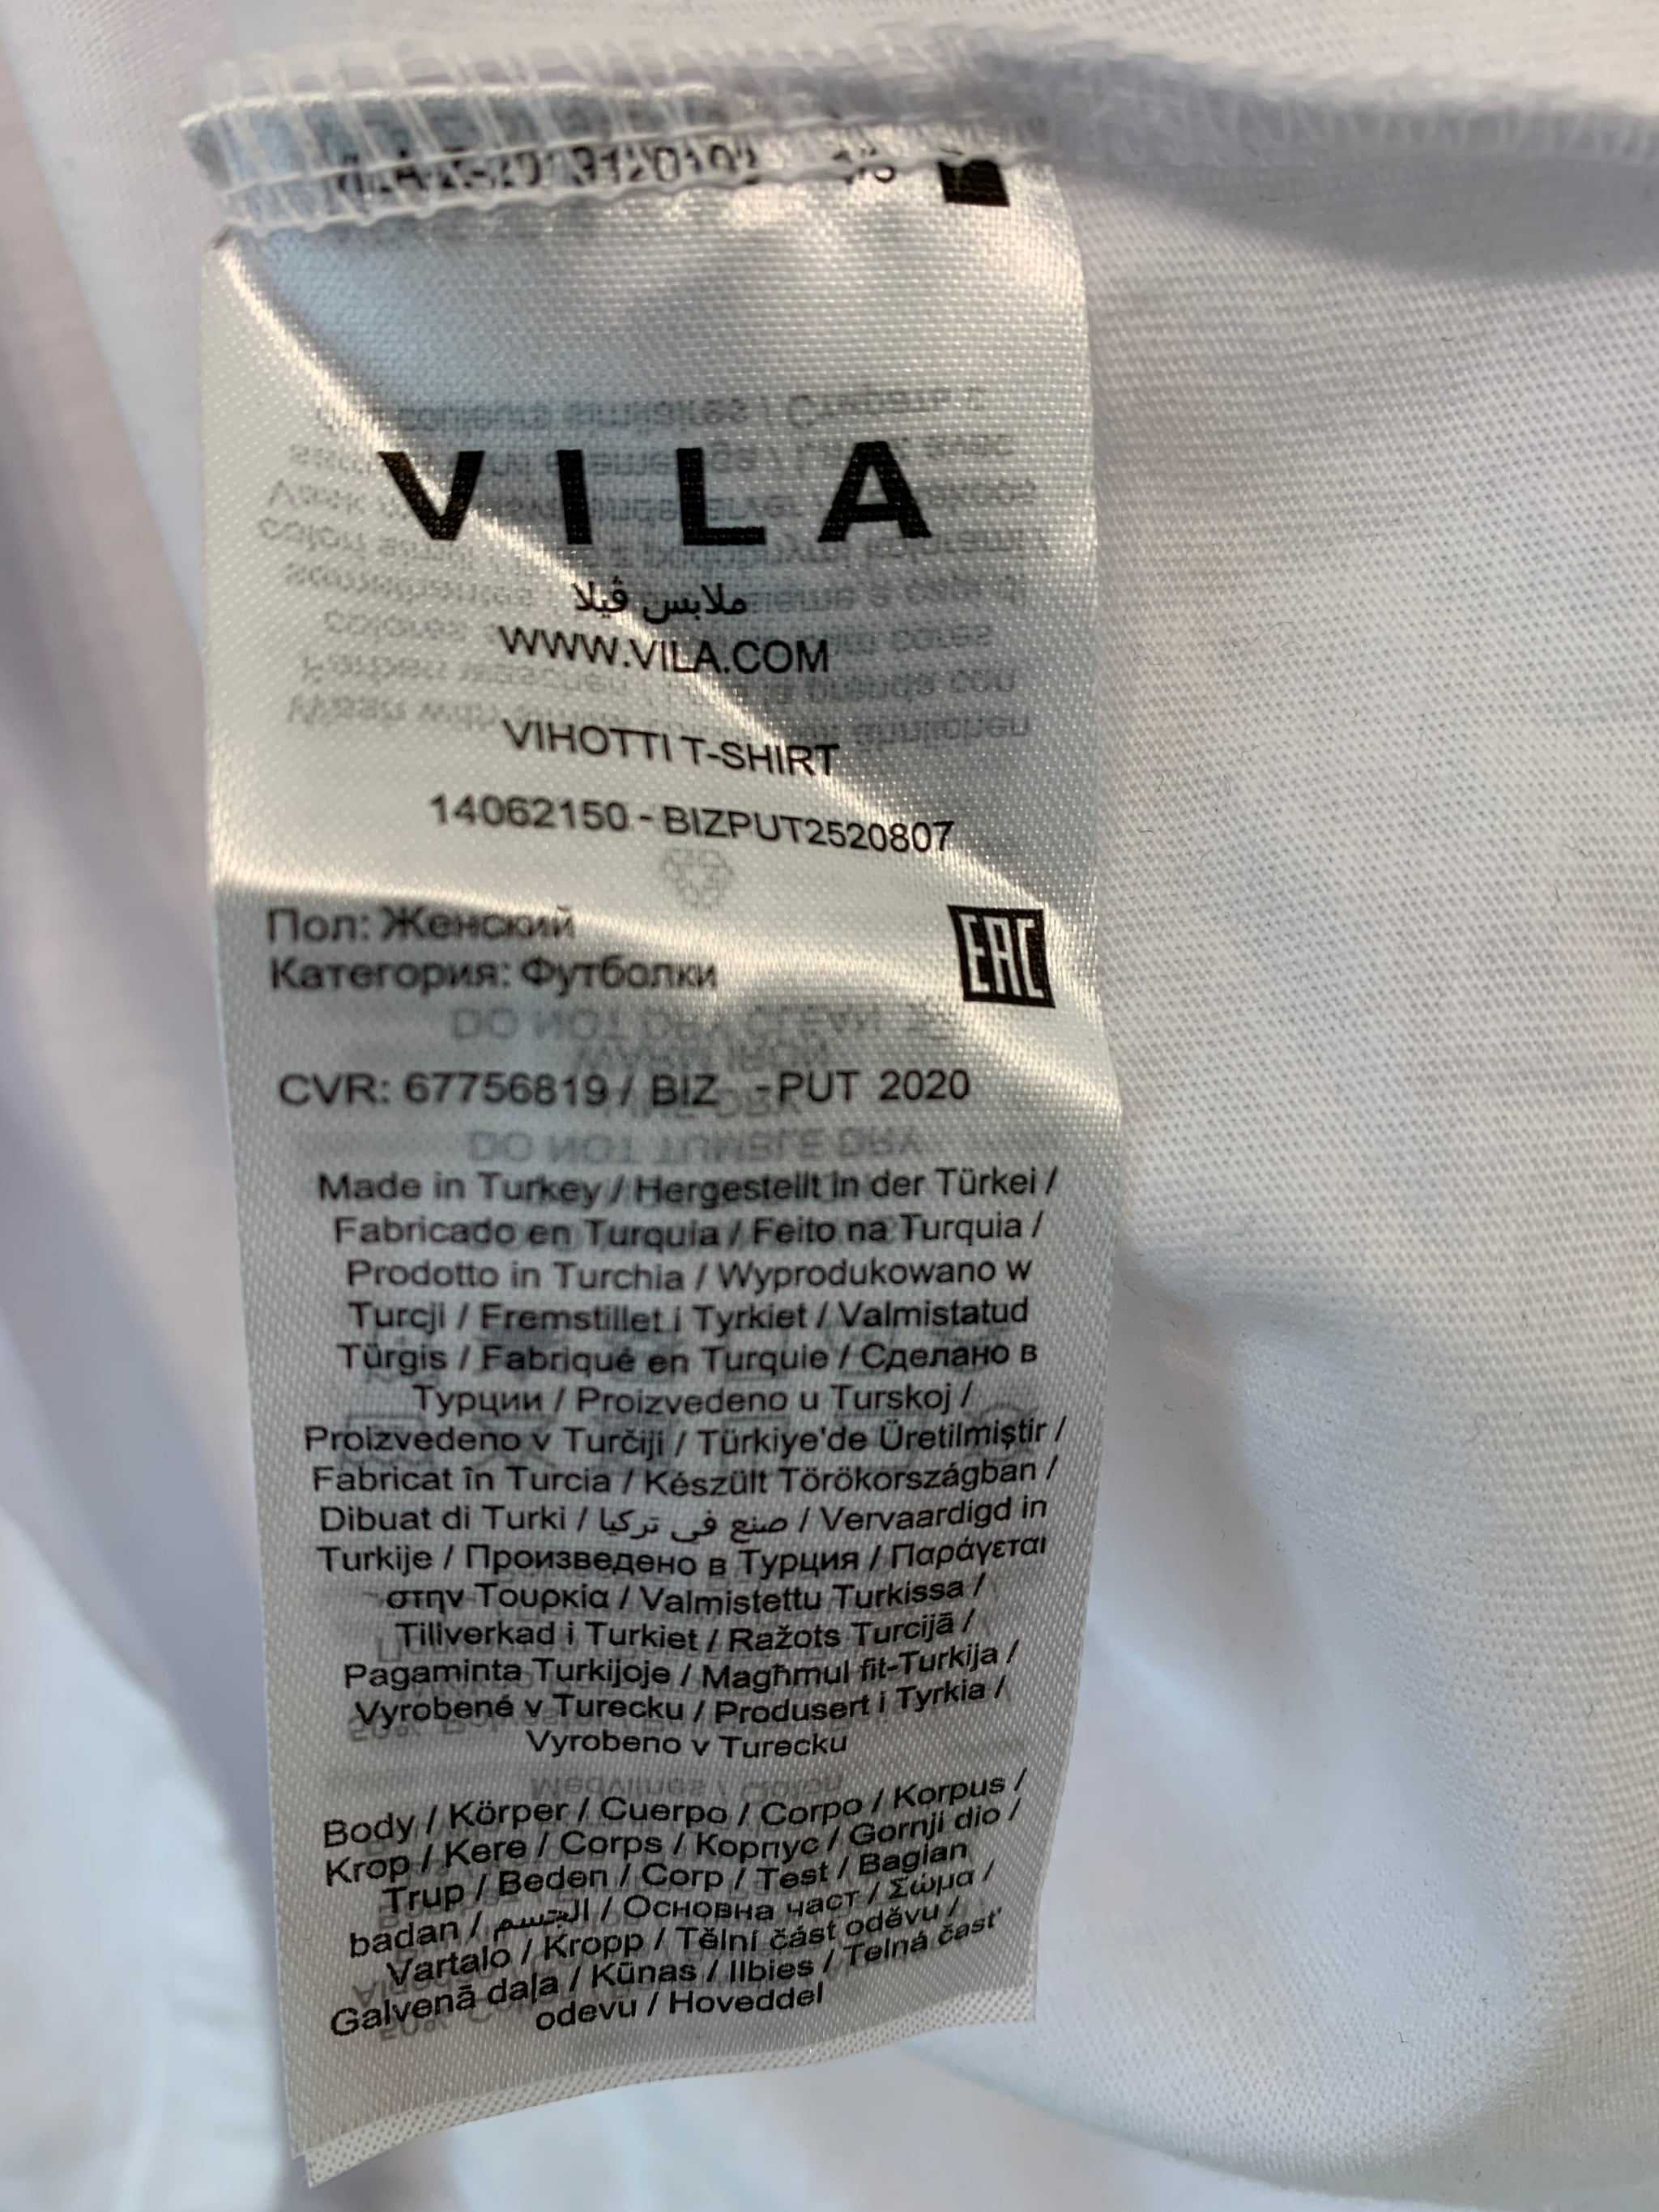 VILA
ملابس ڤيلا
WWW.VILA.COM
VIHOTTI T-SHIRT
14062150 - BIZPUT2520807
Пол: Женский
Категория: Футболки
EAC
CVR: 67756819 / BIZ - PUT 2020
Made in Turkey / Hergestellt in der Türkei /
Fabricado en Turquia / Feito na Turquia /
Prodotto in Turchia / Wyprodukowano w
Turcji / Fremstillet i Tyrkiet / Valmistatud
Türgis / Fabriqué en Turquie / Сделано в
Турции / Proizvedeno u Turskoj /
Proizvedeno v Turčiji / Türkiye'de Üretilmiştir /
Fabricat în Turcia / Készült Törökországban /
Dibuat di Turki / صنع في تركيا / Vervaardigd in
Turkije / Произведено в Турция / Παράγεται
στην Τουρκία / Valmistettu Turkissa /
Tillverkad i Turkiet / Ražots Turcijā /
Pagaminta Turkijoje / Magħmul fit-Turkija /
Vyrobené v Turecku / Produsert i Tyrkia /
Vyrobeno v Turecku
Body / Körper / Cuerpo / Corpo / Korpus /
Krop / Kere / Corps / Корпус / Gornji dio /
Trup / Beden / Corp / Test / Bagian
badan / الجسم / Основна част / Σώμα /
Vartalo / Kropp / Tělní část oděvu /
Galvenā daļa / Kūnas / Ilbies / Telná časť
odevu / Hoveddel